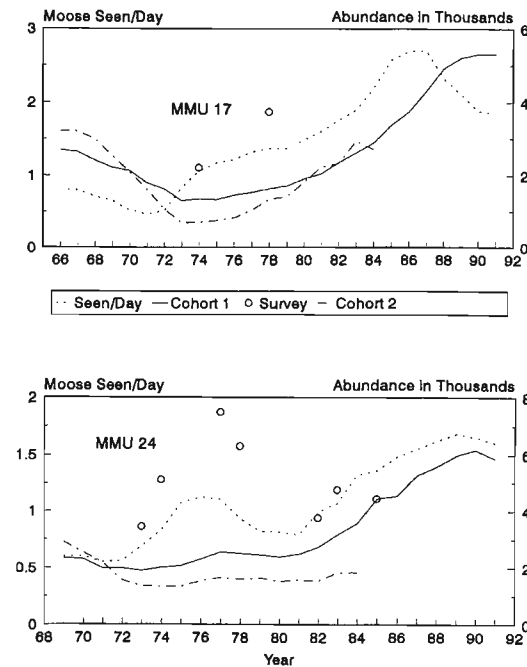 Moose Seen/Day Abundance in Thousands
3 6
MMU 17
2 4
1 2
0 0
66 68 70 72 74 76 78 80 82 84 86 88 90 92
Seen/Day Cohort 1 Survey Cohort 2
Moose Seen/Day Abundance in Thousands
2 8
MMU 24
1.5 6
1 4
0.5 2
0 0
68 70 72 74 76 78 80 82 84 86 88 90 92
Year